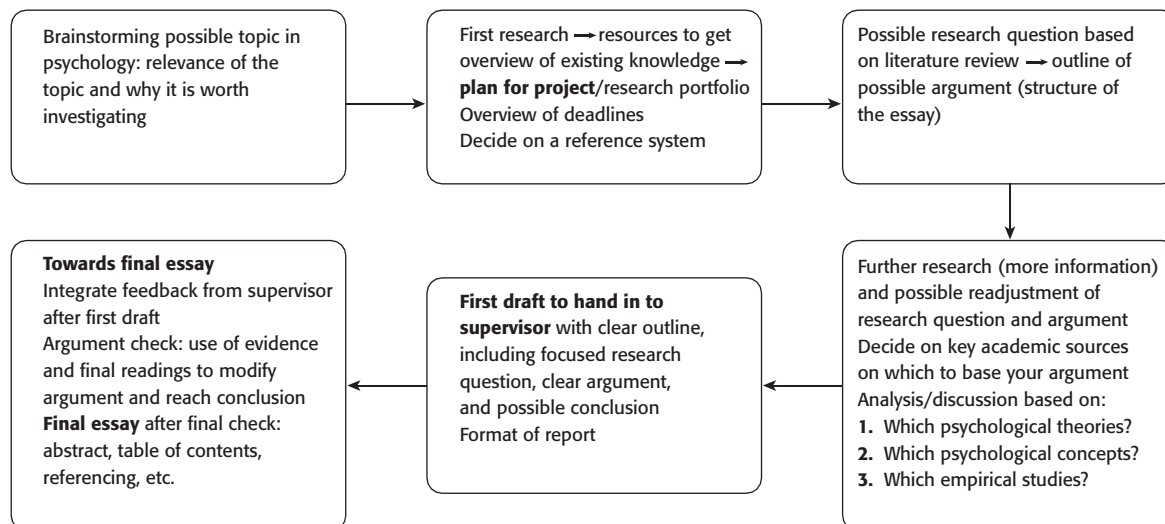 Brainstorming possible topic in
psychology: relevance of the
topic and why it is worth
investigating
First research → resources to get
overview of existing knowledge →
plan for project/research portfolio
Overview of deadlines
Decide on a reference system
Possible research question based
on literature review → outline of
possible argument (structure of
the essay)
Further research (more information)
and possible readjustment of
research question and argument
Decide on key academic sources
on which to base your argument
Analysis/discussion based on:
1. Which psychological theories?
2. Which psychological concepts?
3. Which empirical studies?
First draft to hand in to
supervisor with clear outline,
including focused research
question, clear argument,
and possible conclusion
Format of report
Towards final essay
Integrate feedback from supervisor
after first draft
Argument check: use of evidence
and final readings to modify
argument and reach conclusion
Final essay after final check:
abstract, table of contents,
referencing, etc.